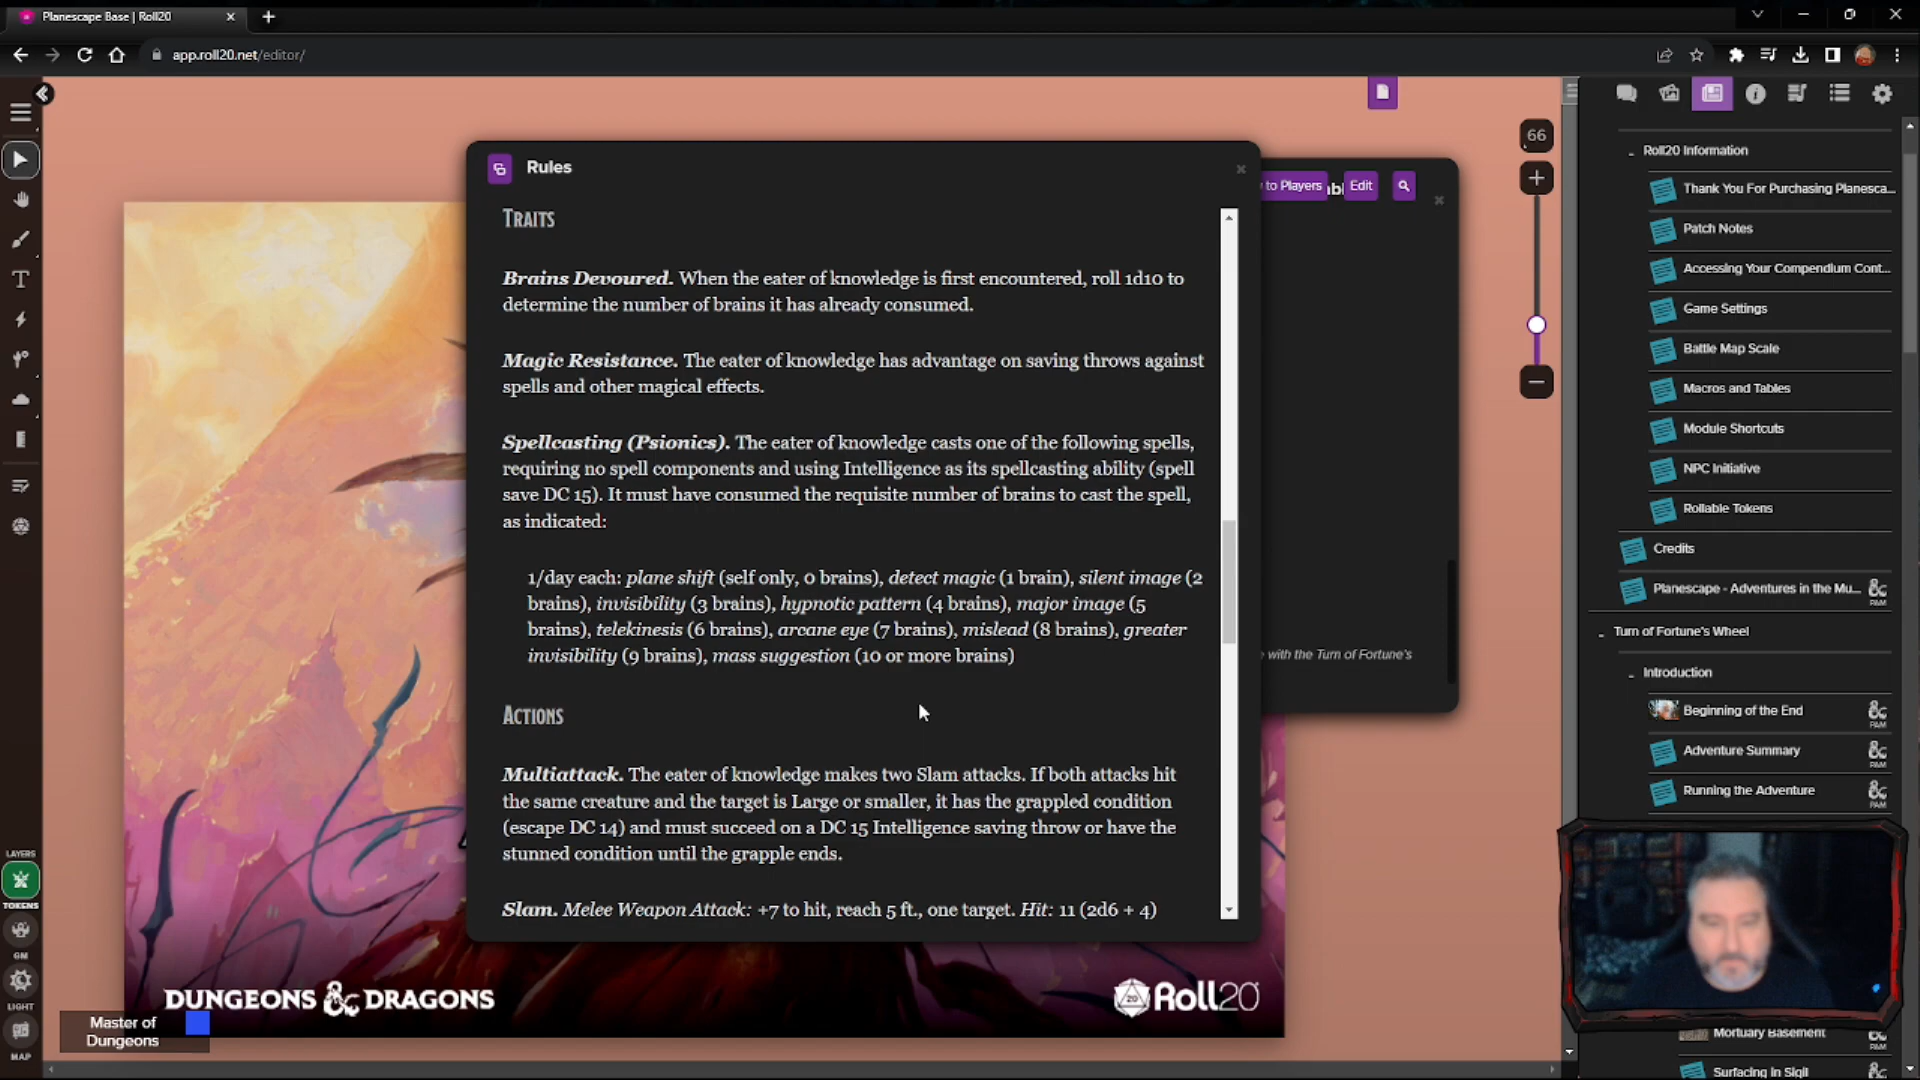 Planescape Base | Roll20
app.roll20.net/editor/
66
Rules
to Players
Edit
TRAITS
Brains Devoured. When the eater of knowledge is first encountered, roll 1d10 to
determine the number of brains it has already consumed.
Magic Resistance. The eater of knowledge has advantage on saving throws against
spells and other magical effects.
Spellcasting (Psionics). The eater of knowledge casts one of the following spells,
requiring no spell components and using Intelligence as its spellcasting ability (spell
save DC 15). It must have consumed the requisite number of brains to cast the spell,
as indicated:
1/day each: plane shift (self only, 0 brains), detect magic (1 brain), silent image (2
brains), invisibility (3 brains), hypnotic pattern (4 brains), major image (5
brains), telekinesis (6 brains), arcane eye (7 brains), mislead (8 brains), greater
invisibility (9 brains), mass suggestion (10 or more brains)
ACTIONS
Multiattack. The eater of knowledge makes two Slam attacks. If both attacks hit
the same creature and the target is Large or smaller, it has the grappled condition
(escape DC 14) and must succeed on a DC 15 Intelligence saving throw or have the
stunned condition until the grapple ends.
Slam. Melee Weapon Attack: +7 to hit, reach 5 ft., one target. Hit: 11 (2d6 + 4)
with the Turn of Fortune's
Roll20 Information
Thank You For Purchasing Planesca...
Patch Notes
Accessing Your Compendium Cont...
Game Settings
Battle Map Scale
Macros and Tables
Module Shortcuts
NPC Initiative
Rollable Tokens
Credits
Planescape - Adventures in the Mu...
PAM
Turn of Fortune's Wheel
Introduction
Beginning of the End
PAM
Adventure Summary
PAM
Running the Adventure
PAM
Mortuary Basement
PAM
Surfacing in Sigil
LAYERS
TOKENS
GM
LIGHT
MAP
DUNGEONS & DRAGONS
20
Roll20
Master of
Dungeons